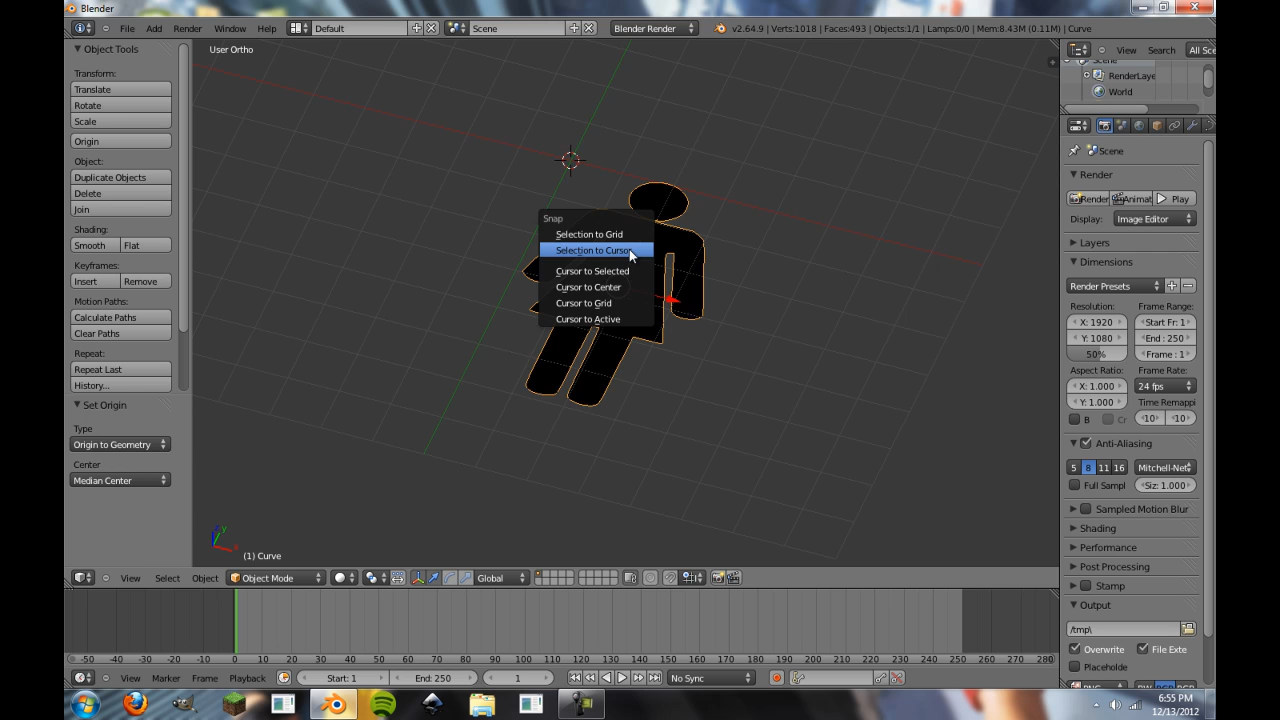 Blender
File Add Render Window Help Default Scene Blender Render v2.64.9 | Verts:1018 | Faces:493 | Objects:1/1 | Lamps:0/0 | Mem:8.43M (0.11M) | Curve
Object Tools
Transform:
Translate
Rotate
Scale
Origin
Object:
Duplicate Objects
Delete
Join
Shading:
Smooth Flat
Keyframes:
Insert Remove
Motion Paths:
Calculate Paths
Clear Paths
Repeat:
Repeat Last
History...
Set Origin
Type
Origin to Geometry
Center
Median Center
User Ortho
Snap
Selection to Grid
Selection to Cursor
Cursor to Selected
Cursor to Center
Cursor to Grid
Cursor to Active
y
(1) Curve
View Select Object Object Mode Global
View Search All Sce
Scene
RenderLaye
World
Scene
Render
Render Animat Play
Display: Image Editor
Layers
Dimensions
Render Presets
Resolution: Frame Range:
X: 1920 Start Fr: 1
Y: 1080 End : 250
50% Frame : 1
Aspect Ratio: Frame Rate:
X: 1.000 24 fps
Y: 1.000 Time Remappi
B Cr 10 10
Anti-Aliasing
5 8 11 16 Mitchell-Net
Full Sampl Siz: 1.000
Sampled Motion Blur
Shading
Performance
Post Processing
Stamp
Output
/tmp\
Overwrite File Exte
Placeholde
-50 -40 -30 -20 -10 0 10 20 30 40 50 60 70 80 90 100 110 120 130 140 150 160 170 180 190 200 210 220 230 240 250 260 270 280
View Marker Frame Playback Start: 1 End: 250 1 No Sync
6:55 PM
12/13/2012